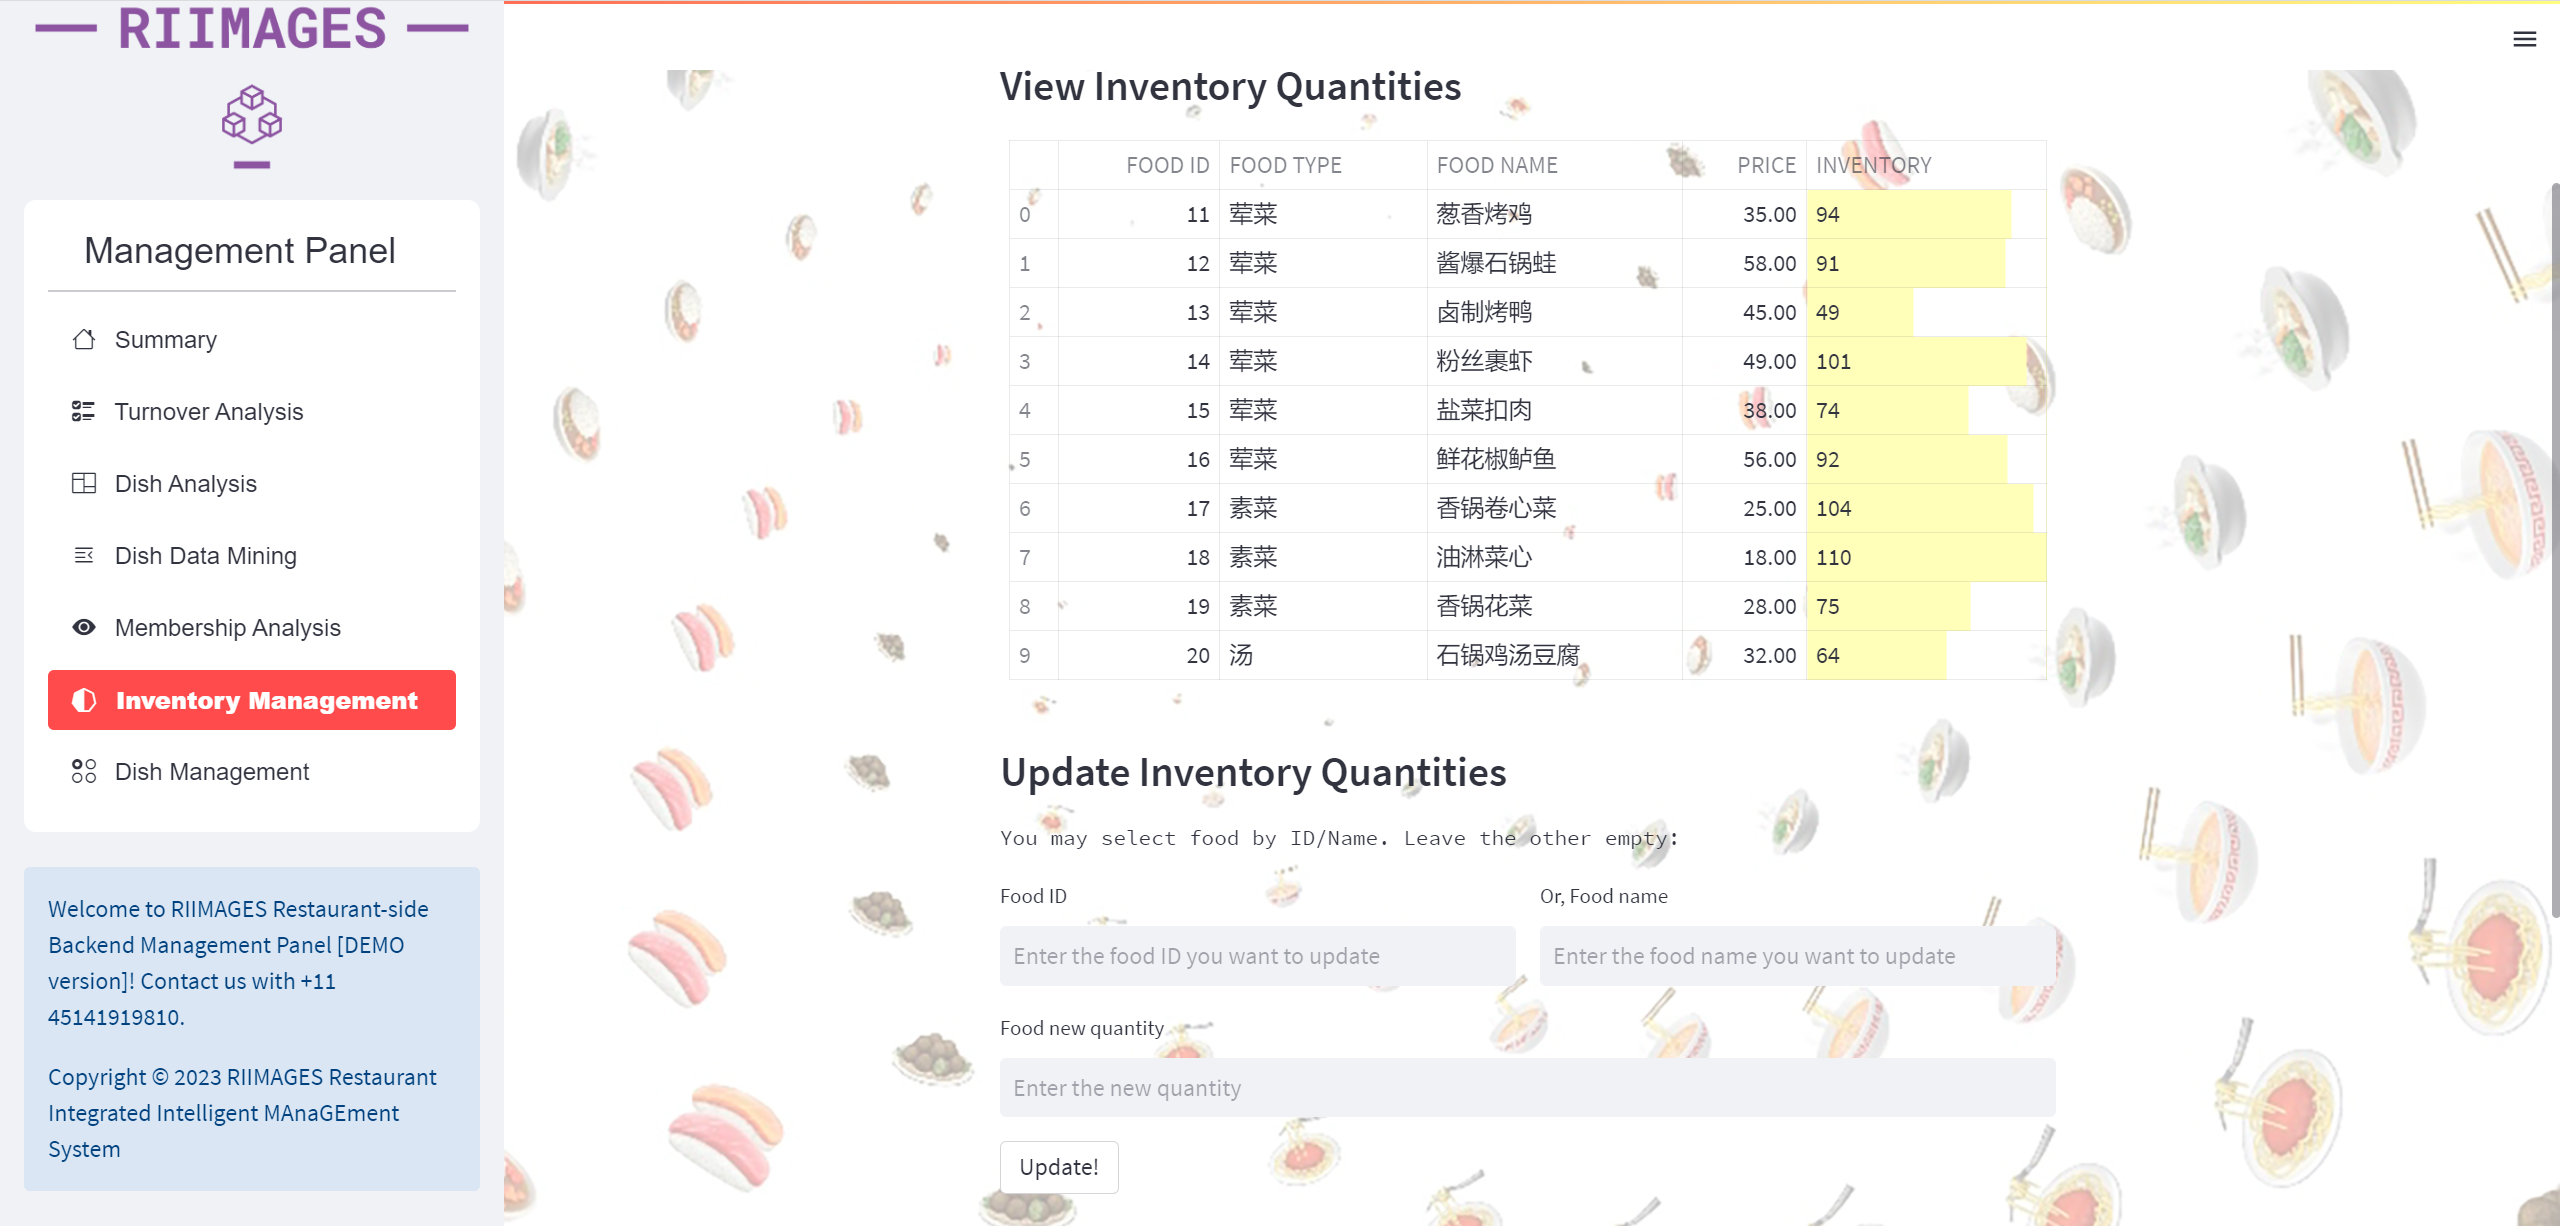 RIIMAGES
Management Panel
Summary
Turnover Analysis
Dish Analysis
Dish Data Mining
Membership Analysis
Inventory Management
Dish Management
Welcome to RIIMAGES Restaurant-side
Backend Management Panel [DEMO
version]! Contact us with +11
45141919810.
Copyright © 2023 RIIMAGES Restaurant
Integrated Intelligent MAnaGEment
System
View Inventory Quantities
FOOD ID FOOD TYPE FOOD NAME PRICE INVENTORY
0 11 荤菜 葱香烤鸡 35.00 94
1 12 荤菜 酱爆石锅蛙 58.00 91
2 13 荤菜 卤制烤鸭 45.00 49
3 14 荤菜 粉丝裹虾 49.00 101
4 15 荤菜 盐菜扣肉 38.00 74
5 16 荤菜 鲜花椒鲈鱼 56.00 92
6 17 素菜 香锅卷心菜 25.00 104
7 18 素菜 油淋菜心 18.00 110
8 19 素菜 香锅花菜 28.00 75
9 20 汤 石锅鸡汤豆腐 32.00 64
Update Inventory Quantities
You may select food by ID/Name. Leave the other empty:
Food ID
Enter the food ID you want to update
Or, Food name
Enter the food name you want to update
Food new quantity
Enter the new quantity
Update!